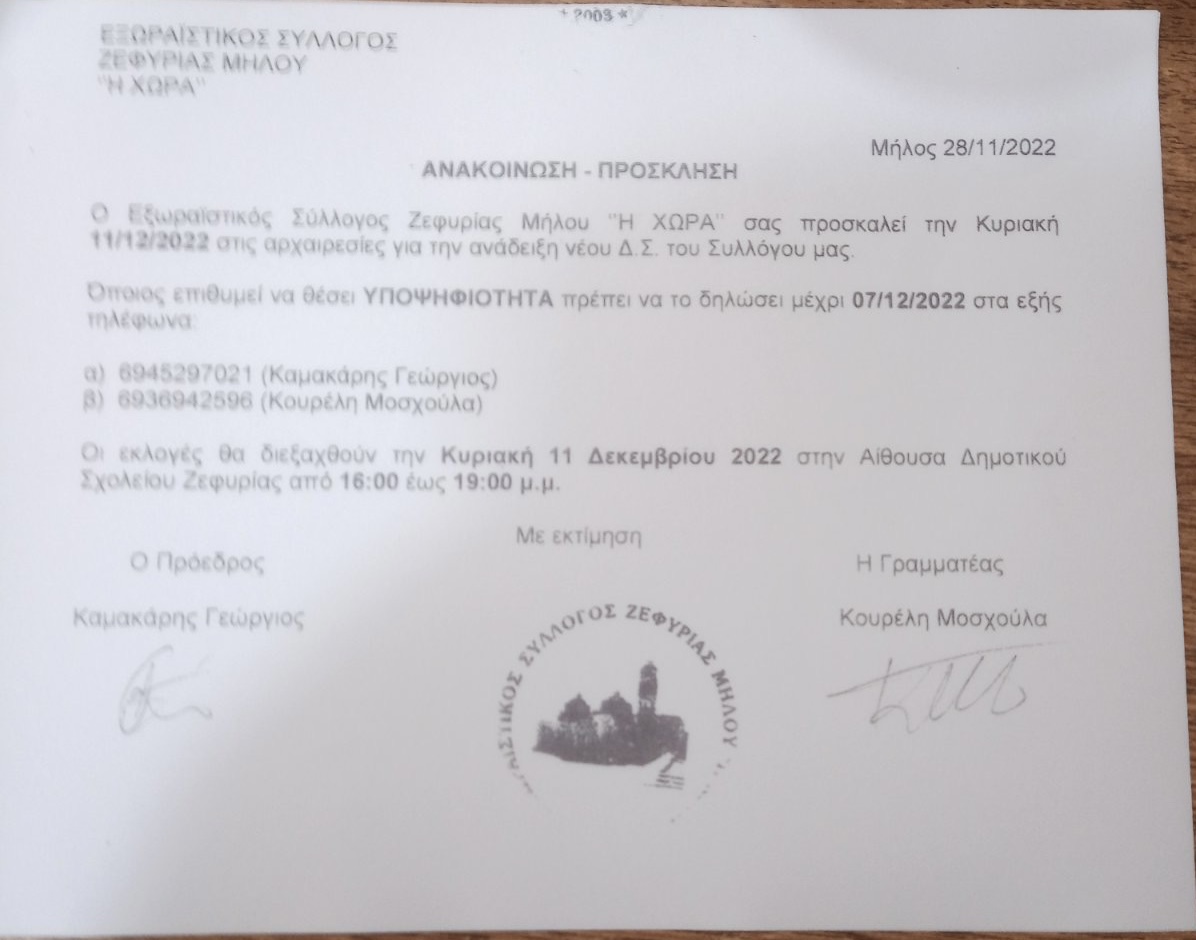 * 2003 *
ΕΞΩΡΑΪΣΤΙΚΟΣ ΣΥΛΛΟΓΟΣ
ΖΕΦΥΡΙΑΣ ΜΗΛΟΥ
"Η ΧΩΡΑ"
Μήλος 28/11/2022
ΑΝΑΚΟΙΝΩΣΗ - ΠΡΟΣΚΛΗΣΗ
Ο Εξωραϊστικός Σύλλογος Ζεφυρίας Μήλου "Η ΧΩΡΑ" σας προσκαλεί την Κυριακή
11/12/2022 στις αρχαιρεσίες για την ανάδειξη νέου Δ.Σ. του Συλλόγου μας.
Όποιος επιθυμεί να θέσει ΥΠΟΨΗΦΙΟΤΗΤΑ πρέπει να το δηλώσει μέχρι 07/12/2022 στα εξής
τηλέφωνα:
α) 6945297021 (Καμακάρης Γεώργιος)
β) 6936942596 (Κουρέλη Μοσχούλα)
Οι εκλογές θα διεξαχθούν την Κυριακή 11 Δεκεμβρίου 2022 στην Αίθουσα Δημοτικού
Σχολείου Ζεφυρίας από 16:00 έως 19:00 μ.μ.
Με εκτίμηση
Ο Πρόεδρος
Η Γραμματέας
Καμακάρης Γεώργιος
Κουρέλη Μοσχούλα
ΑΪΣΤΙΚΟΣ ΣΥΛΛΟΓΟΣ ΖΕΦΥΡΙΑΣ ΜΗΛΟΥ